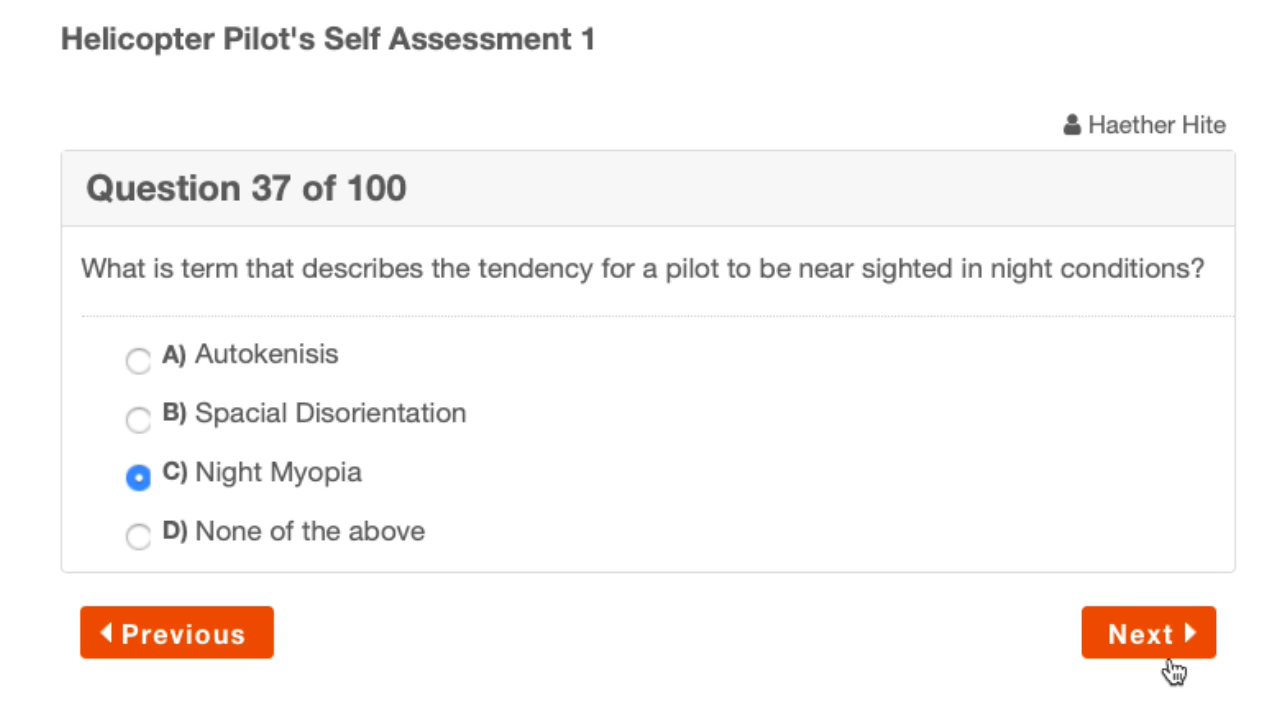 Helicopter Pilot's Self Assessment 1
Haether Hite
Question 37 of 100
What is term that describes the tendency for a pilot to be near sighted in night conditions?
A) Autokenisis
B) Spacial Disorientation
C) Night Myopia
D) None of the above
Previous
Next